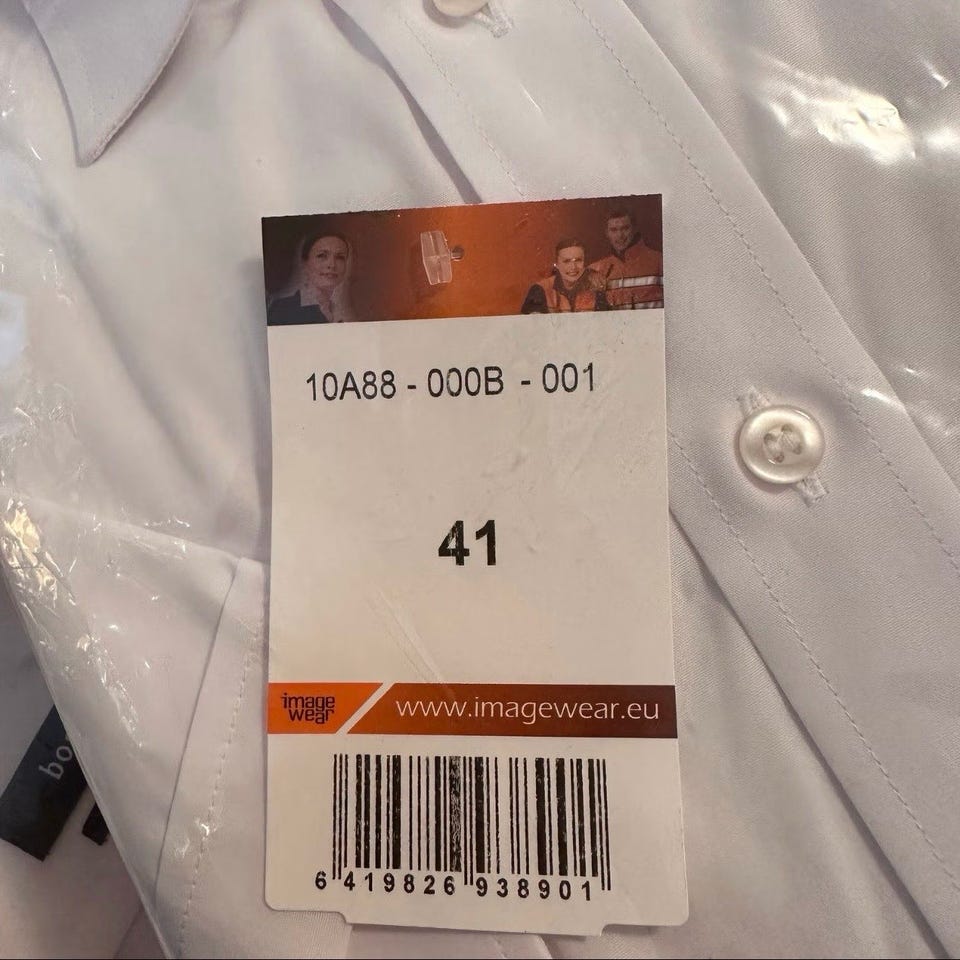 10A88 - 000B - 001
41
image
wear
www.imagewear.eu
6 419826 938901